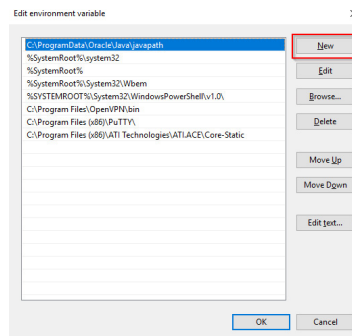 Edit environment variable
C:\ProgramData\Oracle\Java\javapath
%SystemRoot%\system32
%SystemRoot%
%SystemRoot%\System32\Wbem
%SYSTEMROOT%\System32\WindowsPowerShell\v1.0\
C:\Program Files\OpenVPN\bin
C:\Program Files (x86)\PuTTY\
C:\Program Files (x86)\ATI Technologies\ATI.ACE\Core-Static
New
Edit
Browse...
Delete
Move Up
Move Down
Edit text...
OK
Cancel